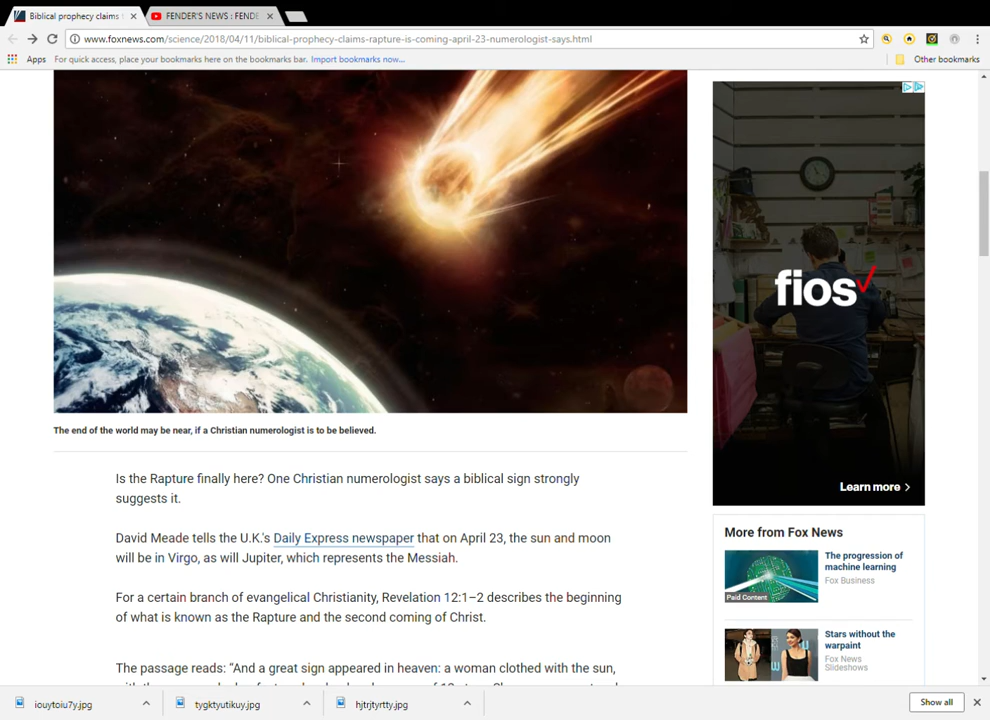 Biblical prophecy claims
FENDER'S NEWS : FENDE
www.foxnews.com/science/2018/04/11/biblical-prophecy-claims-rapture-is-coming-april-23-numerologist-says.html
Apps For quick access, place your bookmarks here on the bookmarks bar. Import bookmarks now... Other bookmarks
The end of the world may be near, if a Christian numerologist is to be believed.
Is the Rapture finally here? One Christian numerologist says a biblical sign strongly
suggests it.
David Meade tells the U.K.'s Daily Express newspaper that on April 23, the sun and moon
will be in Virgo, as will Jupiter, which represents the Messiah.
For a certain branch of evangelical Christianity, Revelation 12:1–2 describes the beginning
of what is known as the Rapture and the second coming of Christ.
The passage reads: “And a great sign appeared in heaven: a woman clothed with the sun,
fios
Learn more
More from Fox News
The progression of
machine learning
Fox Business
Paid Content
Stars without the
warpaint
Fox News
Slideshows
iouytoiu7y.jpg
tygktyutikuy.jpg
hjtrjtyrtty.jpg
Show all